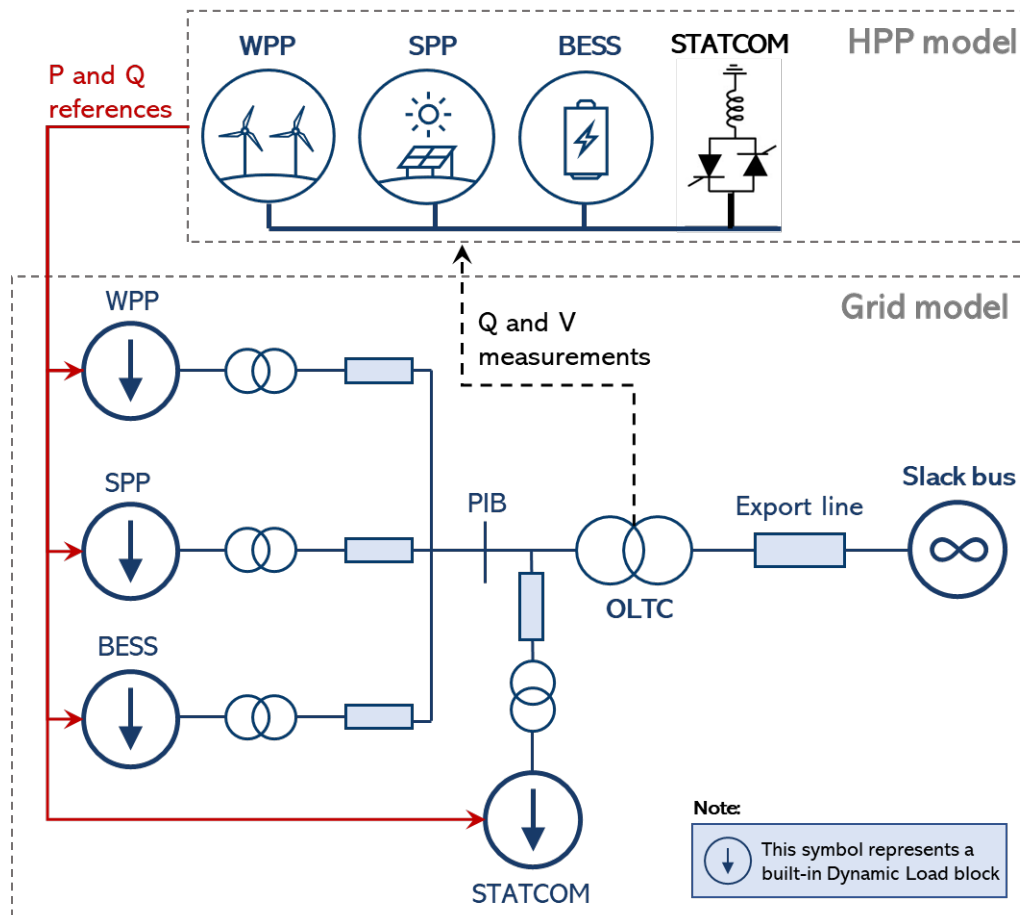 WPP
SPP
BESS
STATCOM
HPP model
P and Q
references
Grid model
WPP
Q and V
measurements
SPP
PIB
Export line
Slack bus
OLTC
BESS
STATCOM
Note:
This symbol represents a
built-in Dynamic Load block